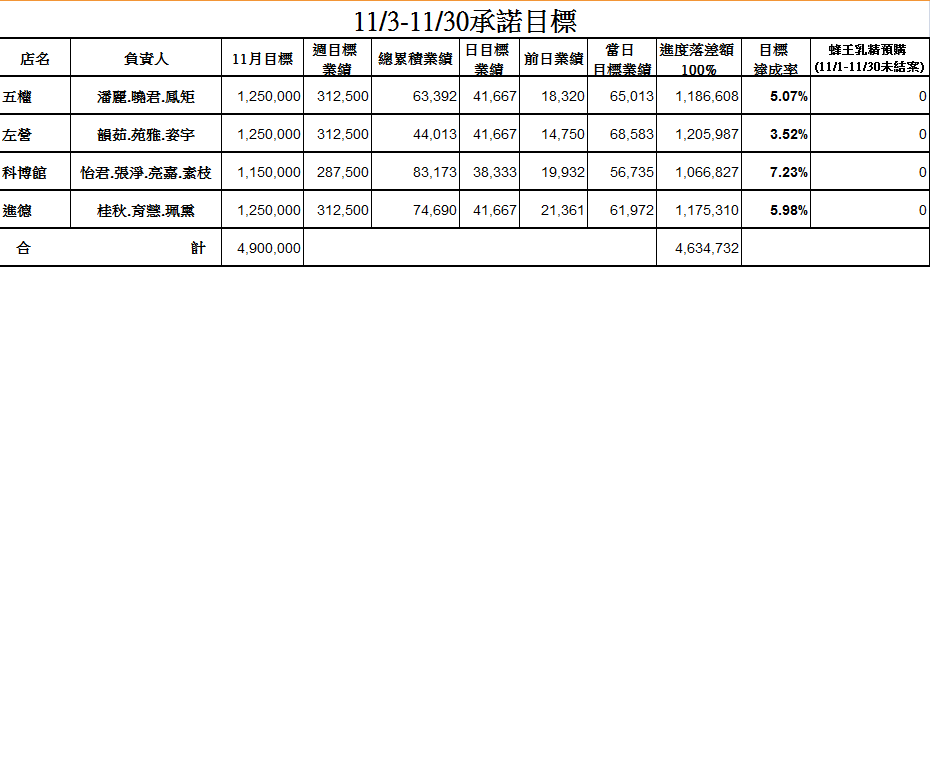 11/3-11/30承諾目標
店名 負責人 11月目標 週目標業績 總累積業績 日目標業績 前日業績 當日目標業績 進度落差額100% 目標達成率 蜂王乳精預購(11/1-11/30未結案)
五權 潘麗.曉君.鳳矩 1,250,000 312,500 63,392 41,667 18,320 65,013 1,186,608 5.07% 0
左營 韻茹.苑雅.姿宇 1,250,000 312,500 44,013 41,667 14,750 68,583 1,205,987 3.52% 0
科博館 怡君.張淨.亮嘉.素枝 1,150,000 287,500 83,173 38,333 19,932 56,735 1,066,827 7.23% 0
進德 桂秋.育慧.珮薰 1,250,000 312,500 74,690 41,667 21,361 61,972 1,175,310 5.98% 0
合計 4,900,000 4,634,732